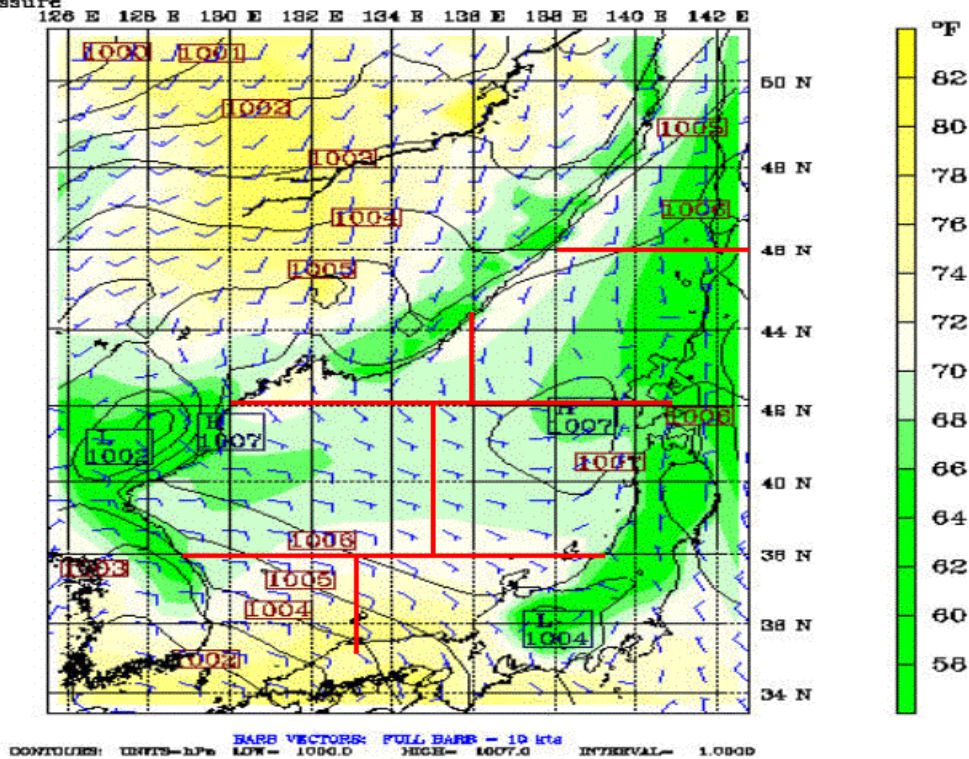 ssure
126 E 128 E 130 E 132 E 134 E 136 E 138 E 140 E 142 E
°F
1000 1001
50 N
82
1002
80
1005
1003
48 N
78
1006
1004
76
46 N
1005
74
44 N
72
42 N
70
H
1007
1006
H
1007
68
L
1002
1007
66
40 N
64
1006
38 N
62
1003
1005
1004
36 N
60
L
1004
1002
58
34 N
BARB VECTORS: FULL BARB = 10 kts
CONTOURS: UNITS=hPa LOW= 1000.0 HIGH= 1007.0 INTERVAL= 1.0000